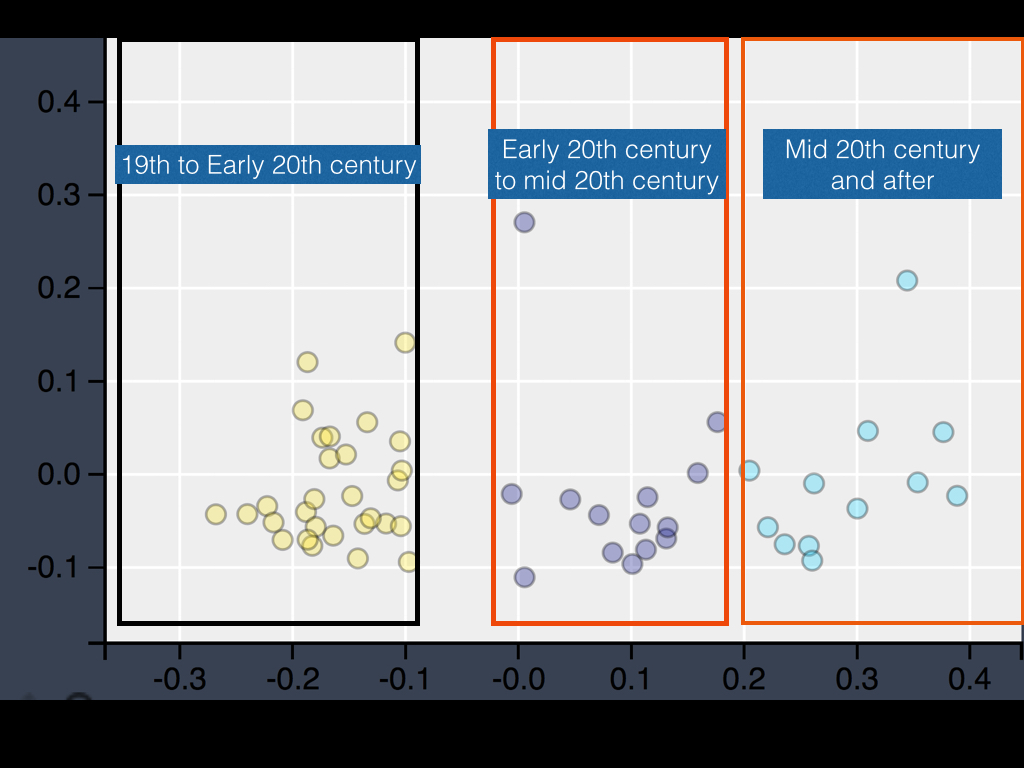 19th to Early 20th century
Early 20th century
to mid 20th century
Mid 20th century
and after
0.4
0.3
0.2
0.1
0.0
-0.1
-0.3
-0.2
-0.1
-0.0
0.1
0.2
0.3
0.4